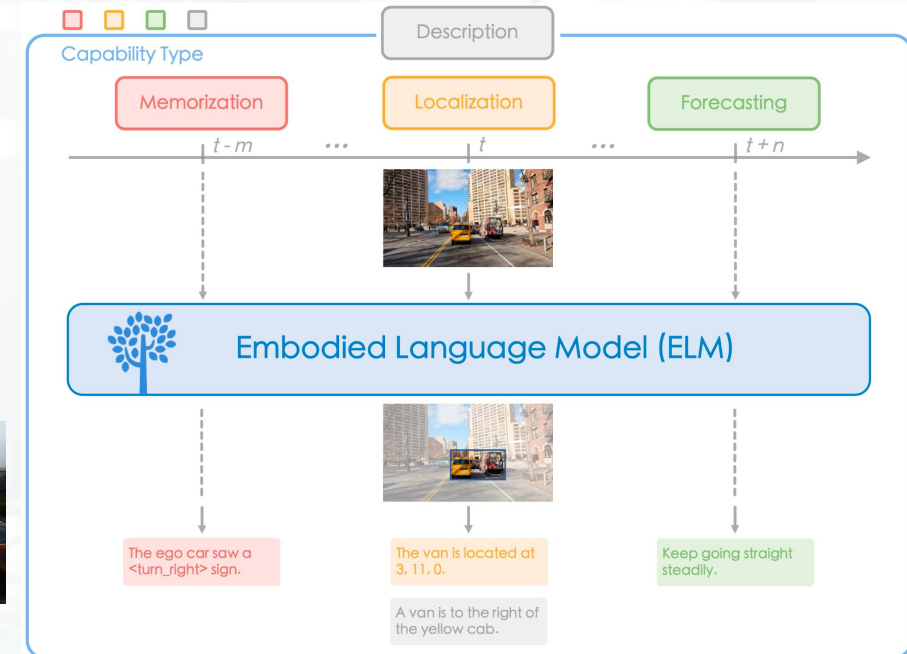 Description
Capability Type
Memorization
Localization
Forecasting
t - m
...
t
...
t + n
Embodied Language Model (ELM)
The ego car saw a
<turn_right> sign.
The van is located at
3, 11, 0.
Keep going straight
steadily.
A van is to the right of
the yellow cab.